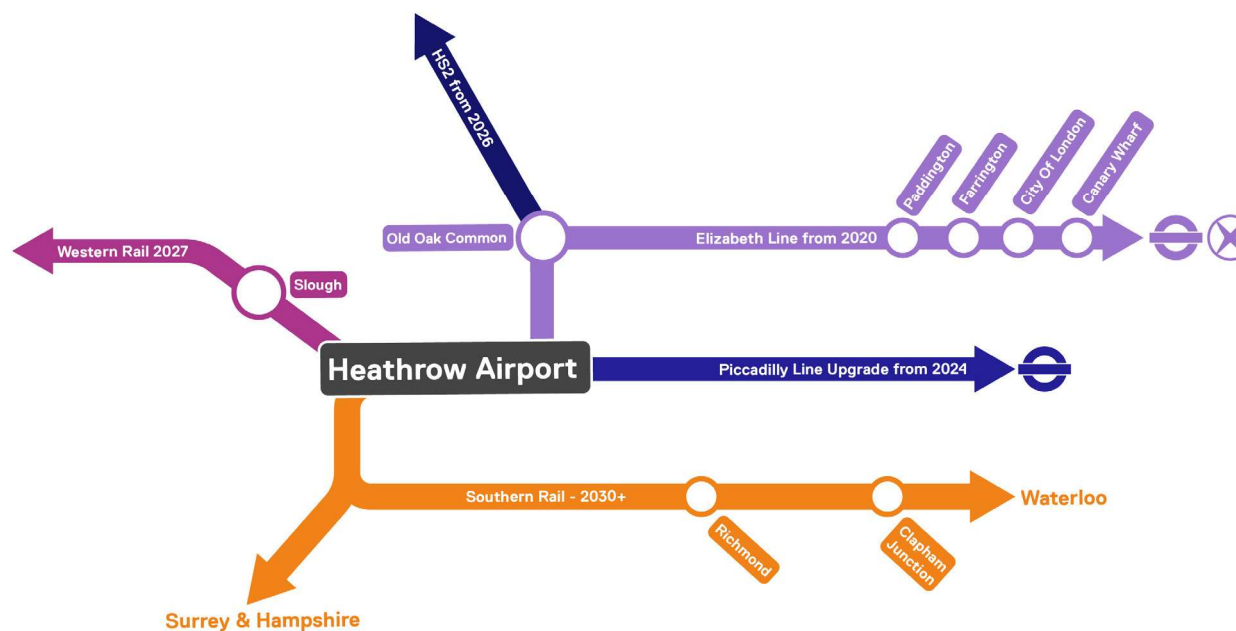 HS2 from 2026
Paddington
Farrington
City Of London
Canary Wharf
Old Oak Common
Elizabeth Line from 2020
Western Rail 2027
Slough
Heathrow Airport
Piccadilly Line Upgrade from 2024
Southern Rail - 2030+
Waterloo
Richmond
Clapham
Junction
Surrey & Hampshire